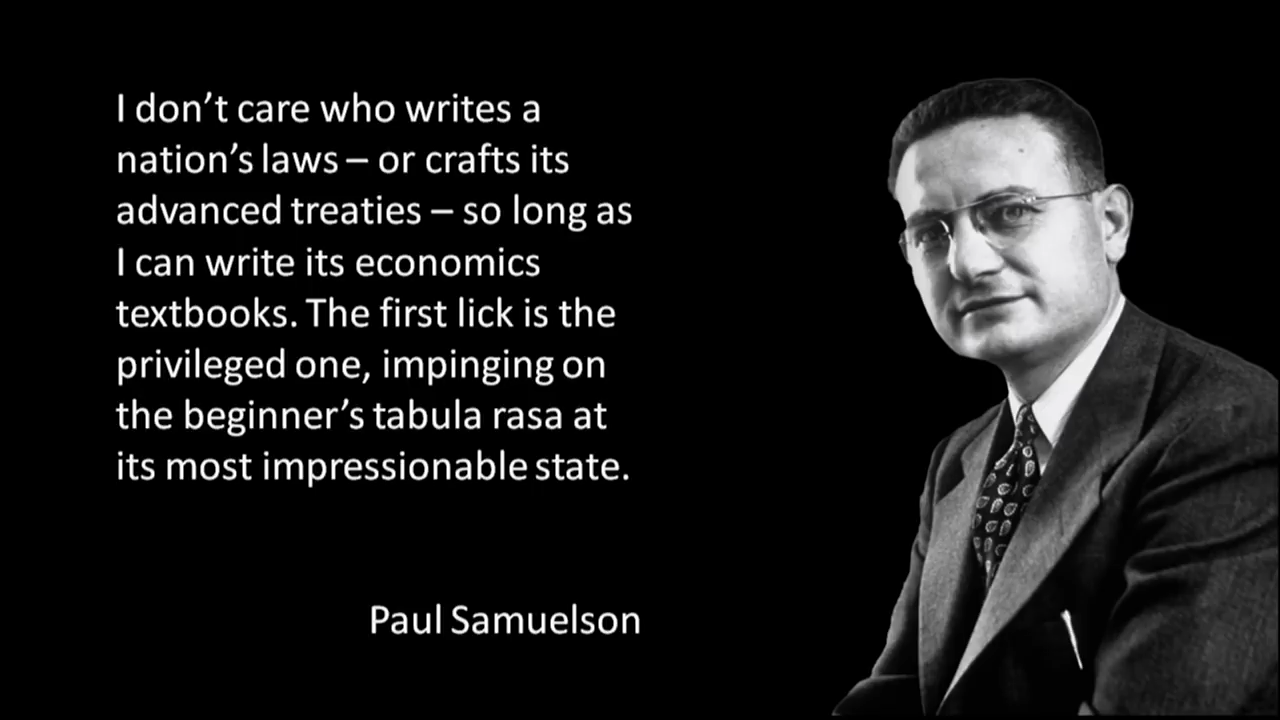 I don't care who writes a
nation's laws – or crafts its
advanced treaties – so long as
I can write its economics
textbooks. The first lick is the
privileged one, impinging on
the beginner's tabula rasa at
its most impressionable state.
Paul Samuelson